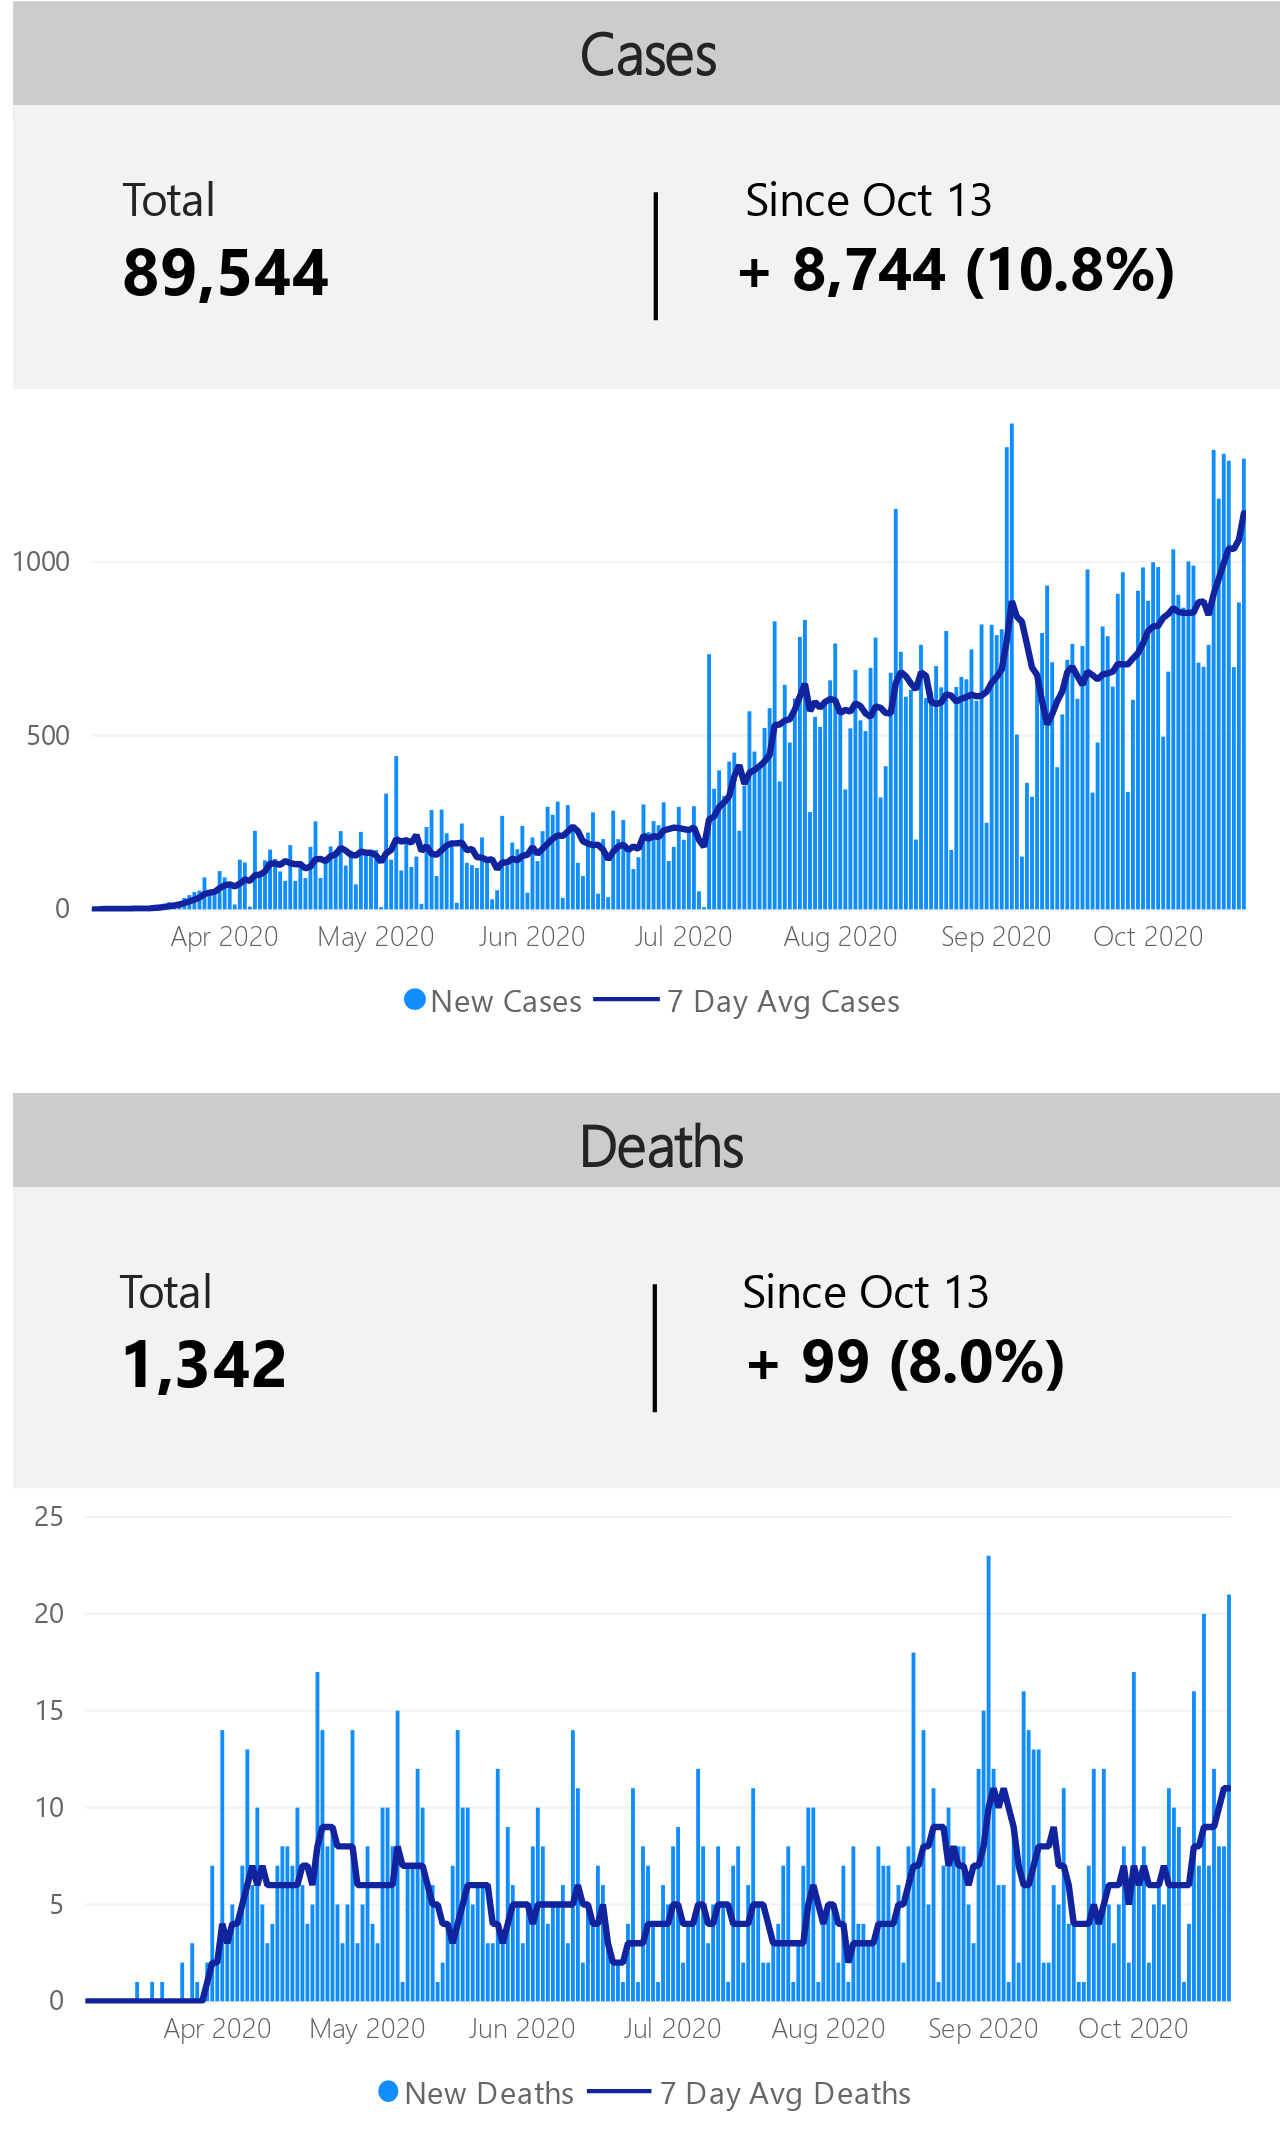 Cases
Total
Since Oct 13
89,544
+ 8,744 (10.8%)
1000
500
0
Apr 2020 May 2020 Jun 2020 Jul 2020 Aug 2020 Sep 2020 Oct 2020
New Cases 7 Day Avg Cases
Deaths
Total
Since Oct 13
1,342
+ 99 (8.0%)
25
20
15
10
5
0
Apr 2020 May 2020 Jun 2020 Jul 2020 Aug 2020 Sep 2020 Oct 2020
New Deaths 7 Day Avg Deaths